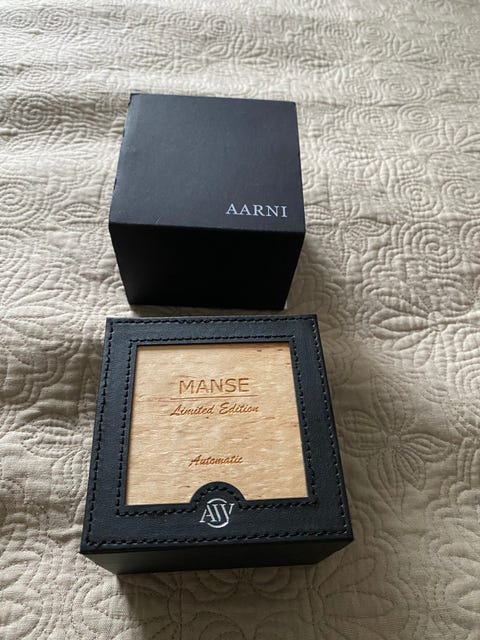 AARNI
MANSE
Limited Edition
Automatic
AW